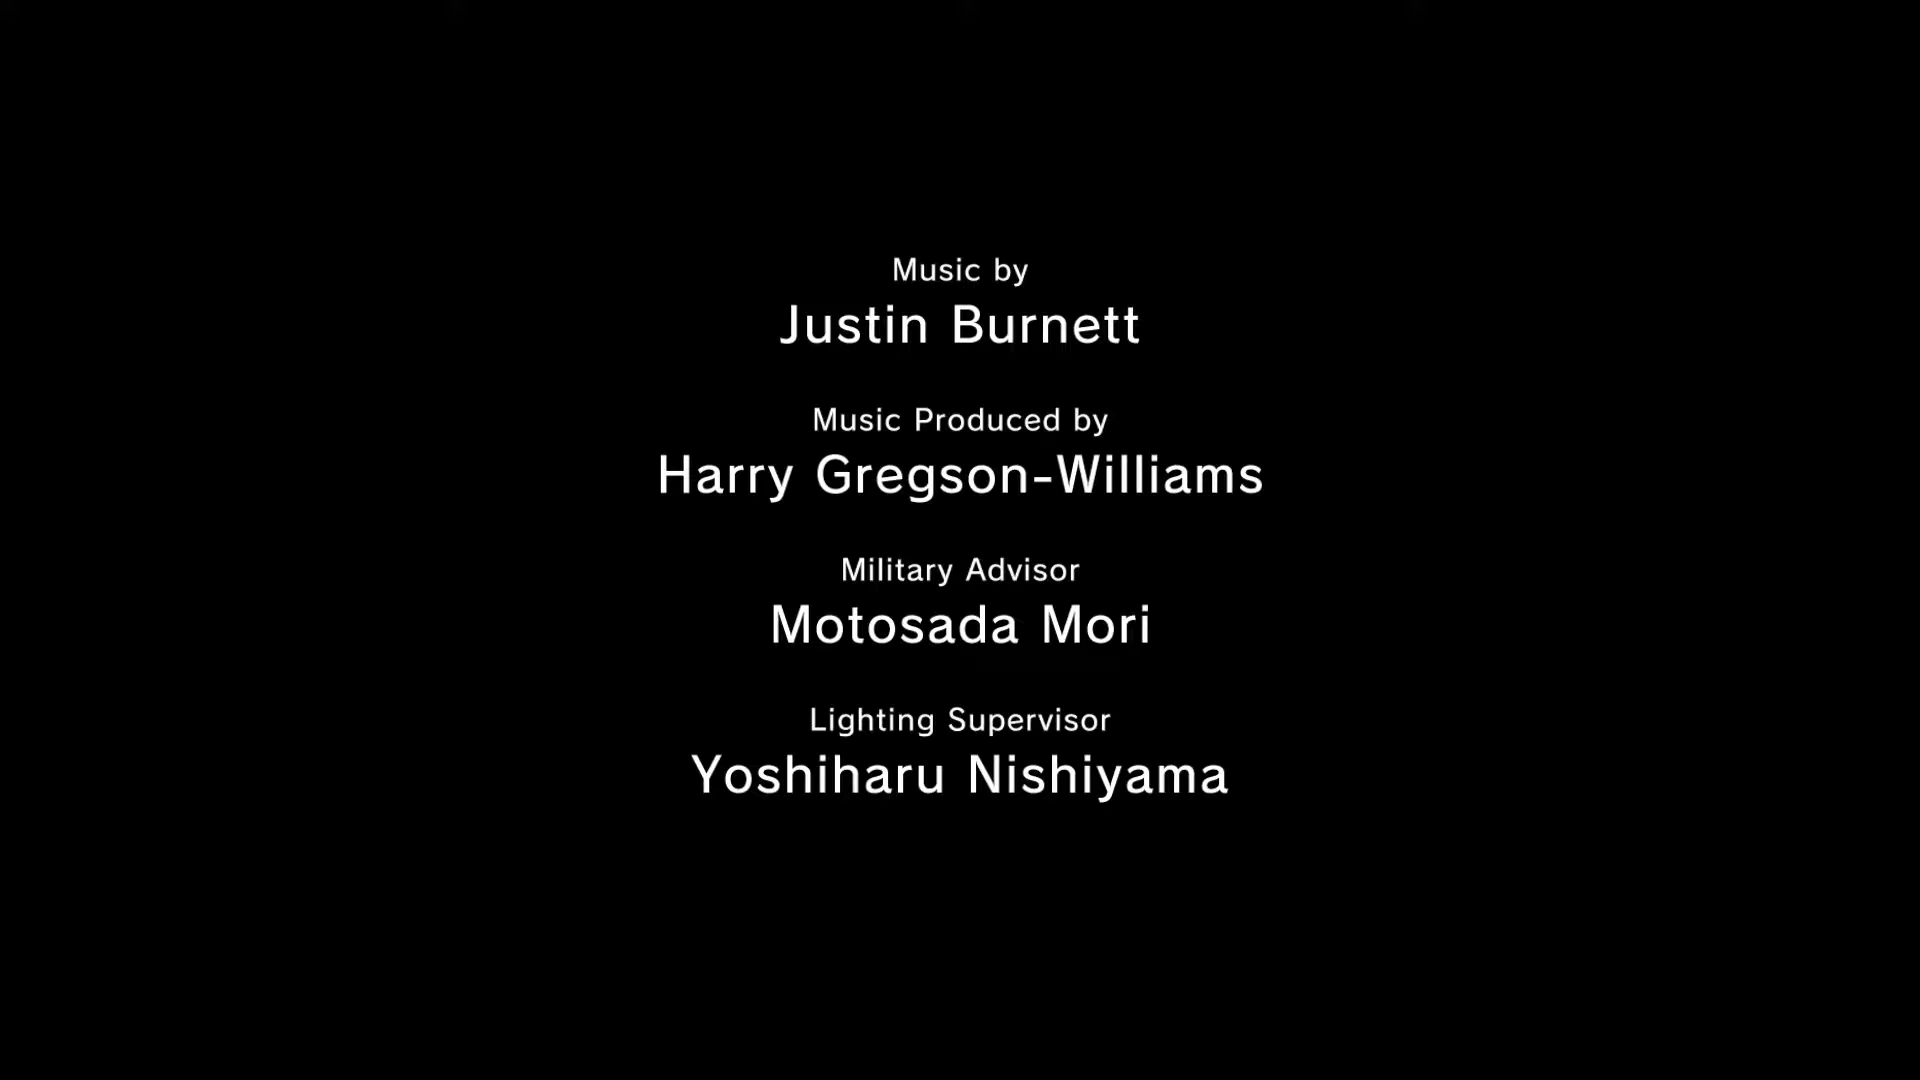 Music by
Justin Burnett
Music Produced by
Harry Gregson-Williams
Military Advisor
Motosada Mori
Lighting Supervisor
Yoshiharu Nishiyama